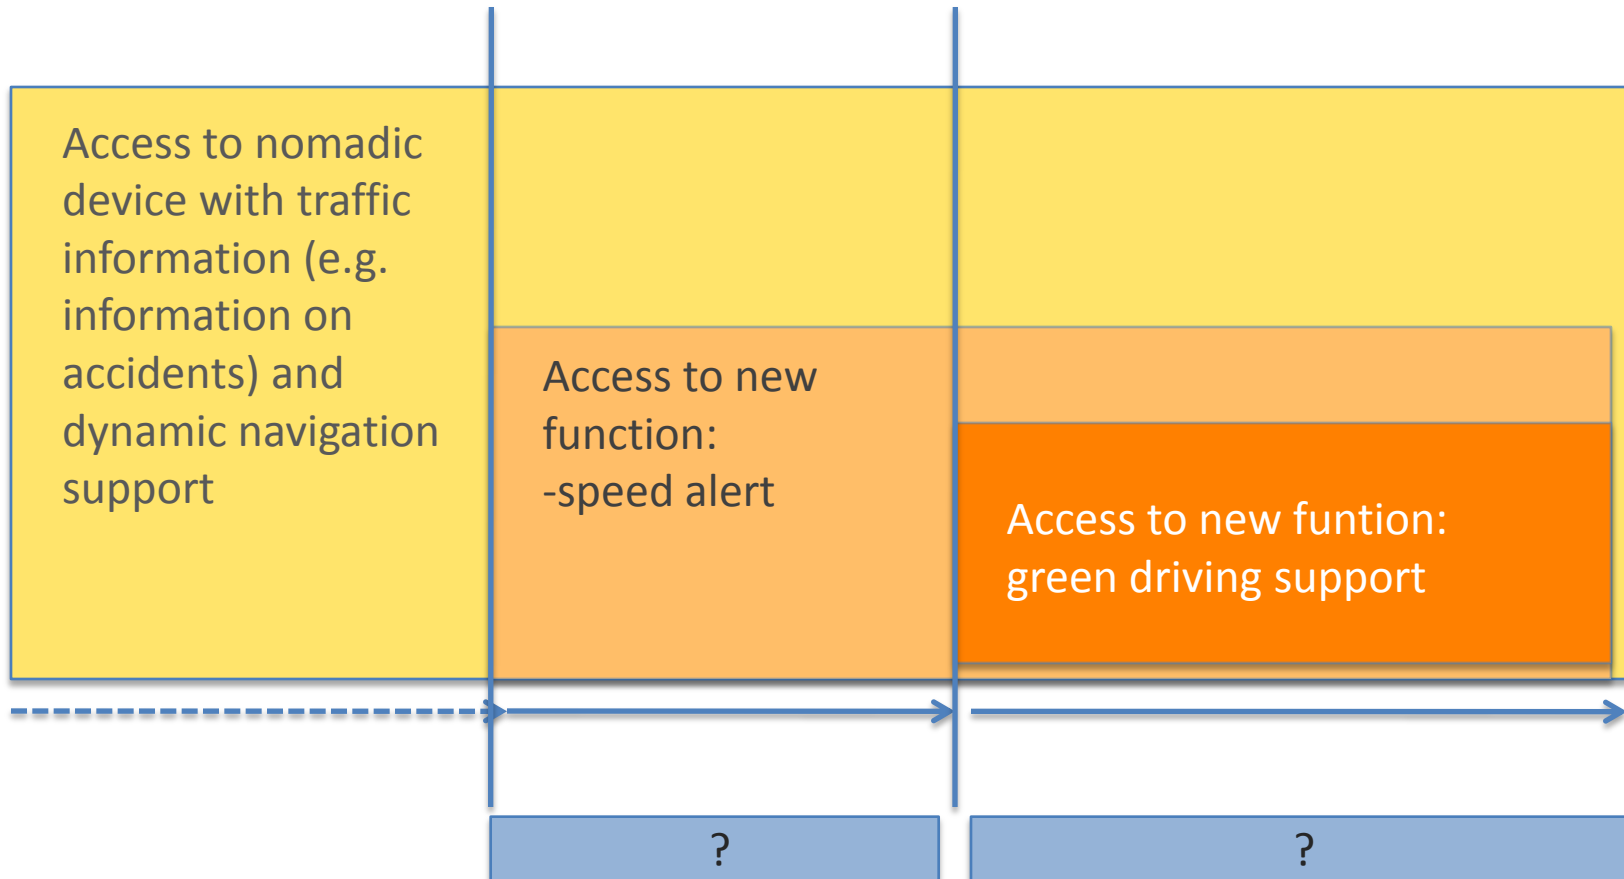 Access to nomadic
device with traffic
information (e.g.
information on
accidents) and
dynamic navigation
support
Access to new
function:
-speed alert
Access to new funtion:
green driving support
?
?